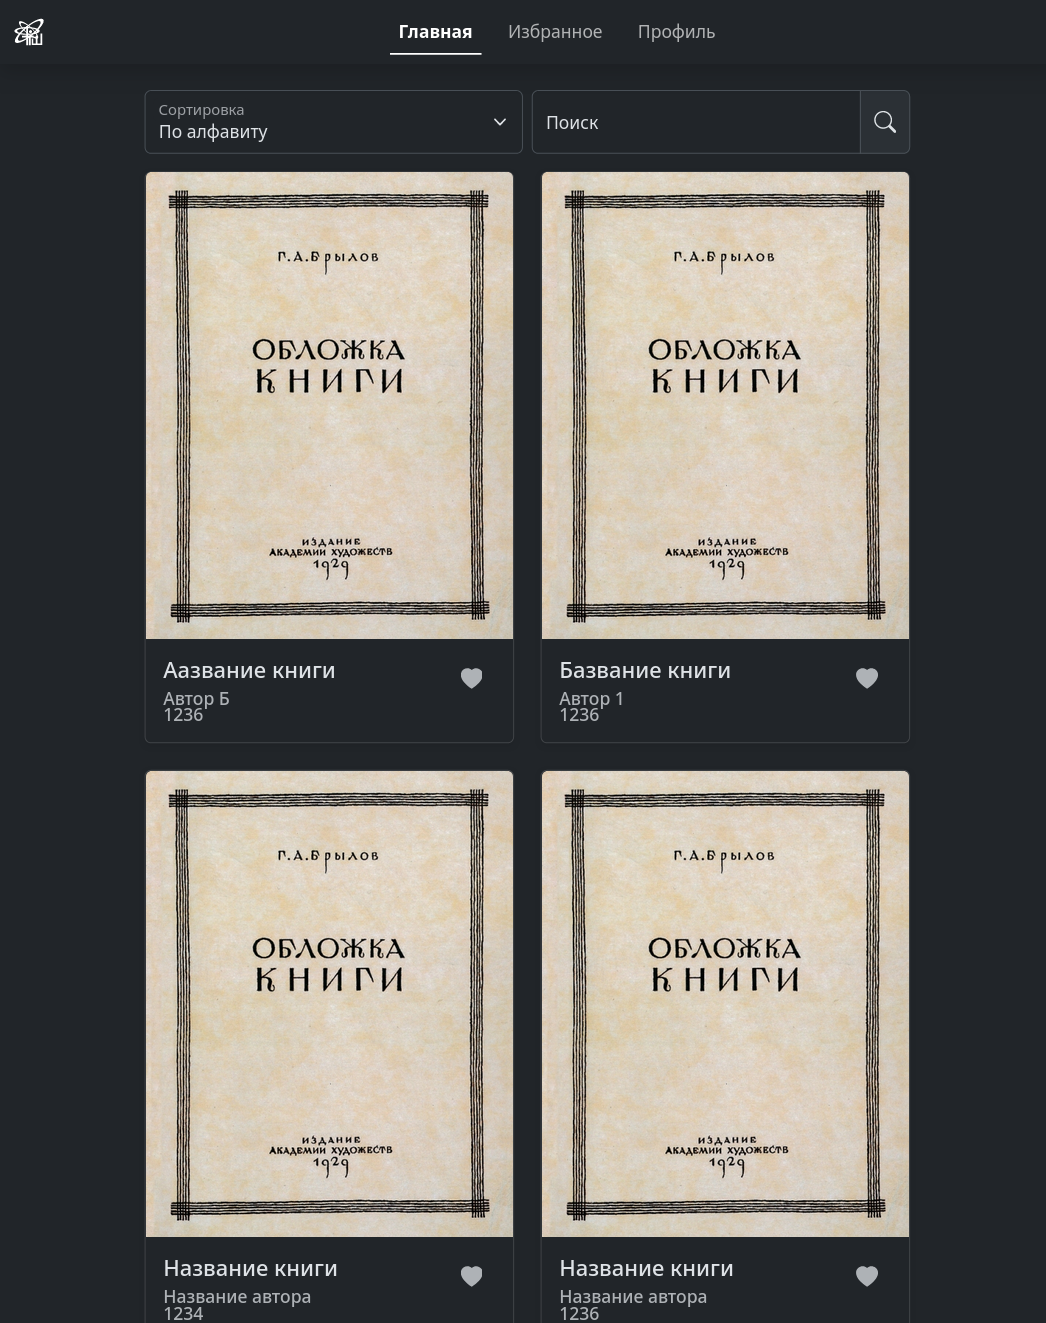 Главная Избранное Профиль
Сортировка
По алфавиту
Поиск
Г.А.Брылов
ОБЛОЖКА
КНИГИ
ИЗДАНИЕ
АКАДЕМИИ ХУДОЖЕСТВ
1929
Аазвание книги
Автор Б
1236
Г.А.Брылов
ОБЛОЖКА
КНИГИ
ИЗДАНИЕ
АКАДЕМИИ ХУДОЖЕСТВ
1929
Базвание книги
Автор 1
1236
Г.А.Брылов
ОБЛОЖКА
КНИГИ
ИЗДАНИЕ
АКАДЕМИИ ХУДОЖЕСТВ
1929
Название книги
Название автора
1234
Г.А.Брылов
ОБЛОЖКА
КНИГИ
ИЗДАНИЕ
АКАДЕМИИ ХУДОЖЕСТВ
1929
Название книги
Название автора
1236